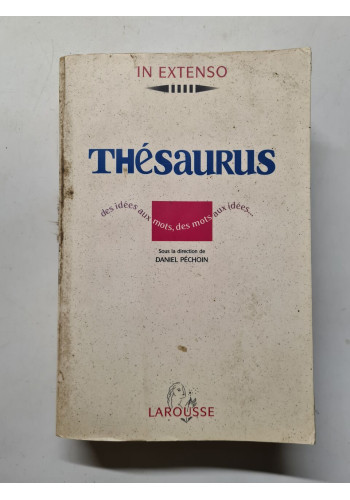 IN EXTENSO
THéSAURUS
des idées aux mots, des mots aux idées...
Sous la direction de
DANIEL PÉCHOIN
LAROUSSE